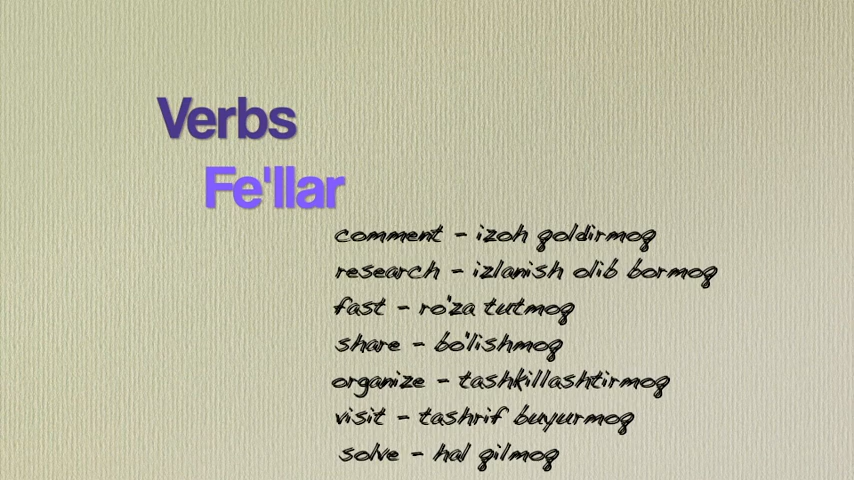 Verbs
Fe'llar
comment - izoh qoldirmoq
research - izlanish olib bormoq
fast - ro'za tutmoq
share - bo'lishmoq
organize - tashkillashtirmoq
visit - tashrif buyurmoq
solve - hal qilmoq